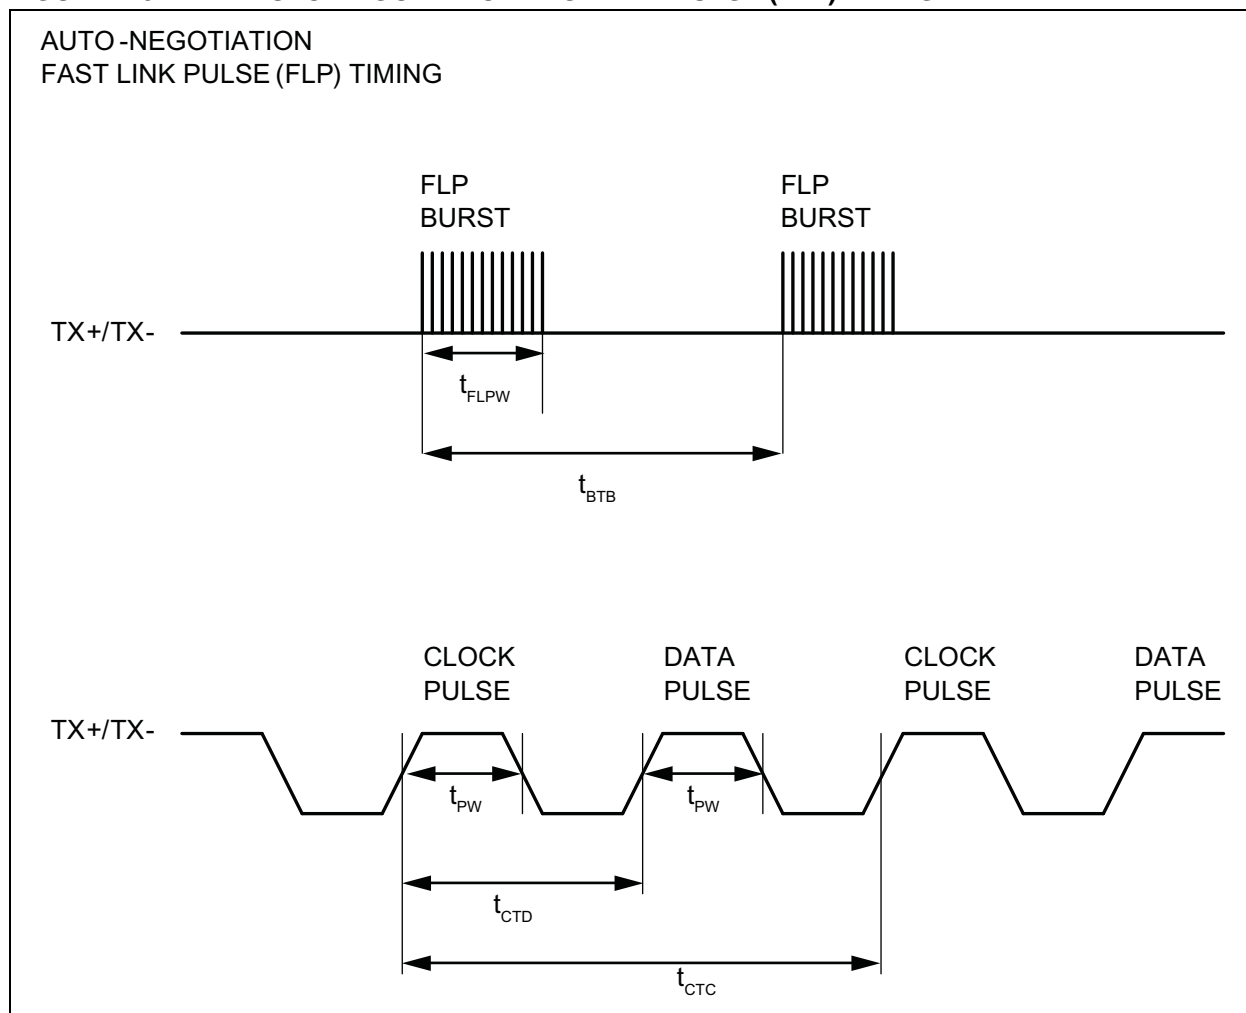 AUTO-NEGOTIATION
FAST LINK PULSE (FLP) TIMING
FLP
BURST
FLP
BURST
TX+/TX-
tFLPW
tBTB
CLOCK
PULSE
DATA
PULSE
CLOCK
PULSE
DATA
PULSE
TX+/TX-
tPW
tPW
tCTD
tCTC